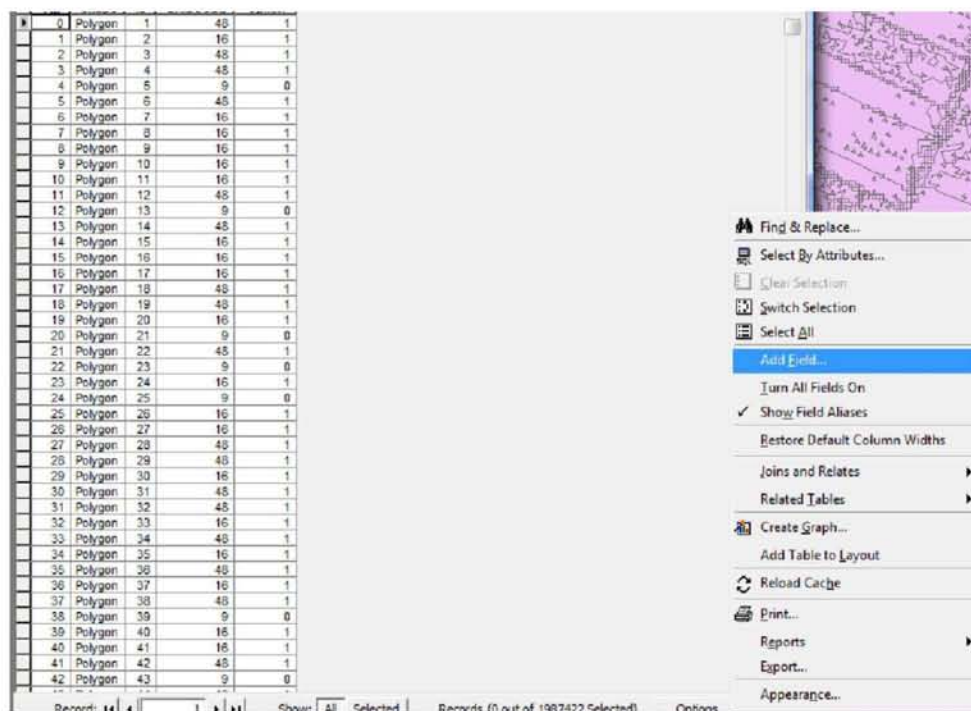 0 Polygon 1 48 1
1 Polygon 2 16 1
2 Polygon 3 48 1
3 Polygon 4 48 1
4 Polygon 5 9 0
5 Polygon 6 48 1
6 Polygon 7 16 1
7 Polygon 8 16 1
8 Polygon 9 16 1
9 Polygon 10 16 1
10 Polygon 11 16 1
11 Polygon 12 48 1
12 Polygon 13 9 0
13 Polygon 14 48 1
14 Polygon 15 16 1
15 Polygon 16 16 1
16 Polygon 17 16 1
17 Polygon 18 48 1
18 Polygon 19 48 1
19 Polygon 20 16 1
20 Polygon 21 9 0
21 Polygon 22 48 1
22 Polygon 23 9 0
23 Polygon 24 16 1
24 Polygon 25 9 0
25 Polygon 26 16 1
26 Polygon 27 16 1
27 Polygon 28 48 1
28 Polygon 29 48 1
29 Polygon 30 16 1
30 Polygon 31 48 1
31 Polygon 32 48 1
32 Polygon 33 16 1
33 Polygon 34 48 1
34 Polygon 35 16 1
35 Polygon 36 48 1
36 Polygon 37 16 1
37 Polygon 38 48 1
38 Polygon 39 9 0
39 Polygon 40 16 1
40 Polygon 41 16 1
41 Polygon 42 48 1
42 Polygon 43 9 0
Record: 1 Show: All Selected Records (0 out of 1987422 Selected) Options
Find & Replace...
Select By Attributes...
Clear Selection
Switch Selection
Select All
Add Field...
Turn All Fields On
✓ Show Field Aliases
Restore Default Column Widths
Joins and Relates
Related Tables
Create Graph...
Add Table to Layout
Reload Cache
Print...
Reports
Export...
Appearance...